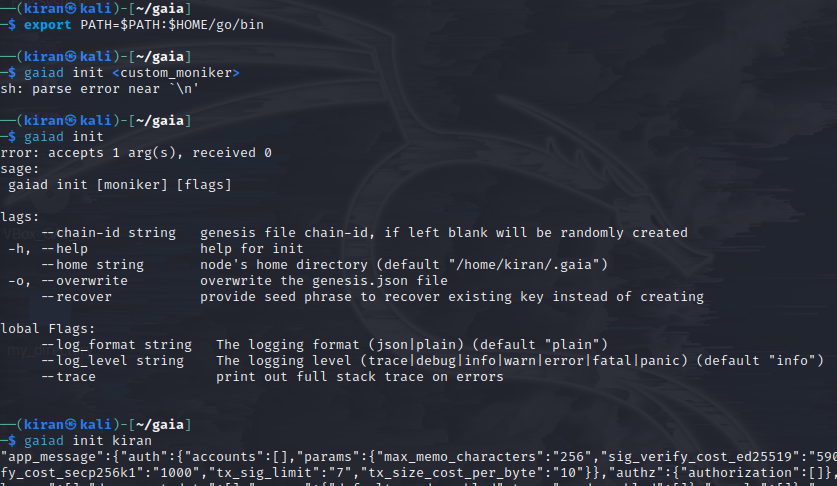 ──(kiran㉿kali)-[~/gaia]
─$ export PATH=$PATH:$HOME/go/bin
──(kiran㉿kali)-[~/gaia]
─$ gaiad init <custom_moniker>
sh: parse error near `\n'
──(kiran㉿kali)-[~/gaia]
─$ gaiad init
rror: accepts 1 arg(s), received 0
sage:
 gaiad init [moniker] [flags]
lags:
     --chain-id string   genesis file chain-id, if left blank will be randomly created
 -h, --help              help for init
     --home string       node's home directory (default "/home/kiran/.gaia")
 -o, --overwrite         overwrite the genesis.json file
     --recover           provide seed phrase to recover existing key instead of creating
lobal Flags:
     --log_format string   The logging format (json|plain) (default "plain")
     --log_level string    The logging level (trace|debug|info|warn|error|fatal|panic) (default "info")
     --trace               print out full stack trace on errors
──(kiran㉿kali)-[~/gaia]
─$ gaiad init kiran
"app_message":{"auth":{"accounts":[],"params":{"max_memo_characters":"256","sig_verify_cost_ed25519":"590
fy_cost_secp256k1":"1000","tx_sig_limit":"7","tx_size_cost_per_byte":"10"}},"authz":{"authorization":[]},